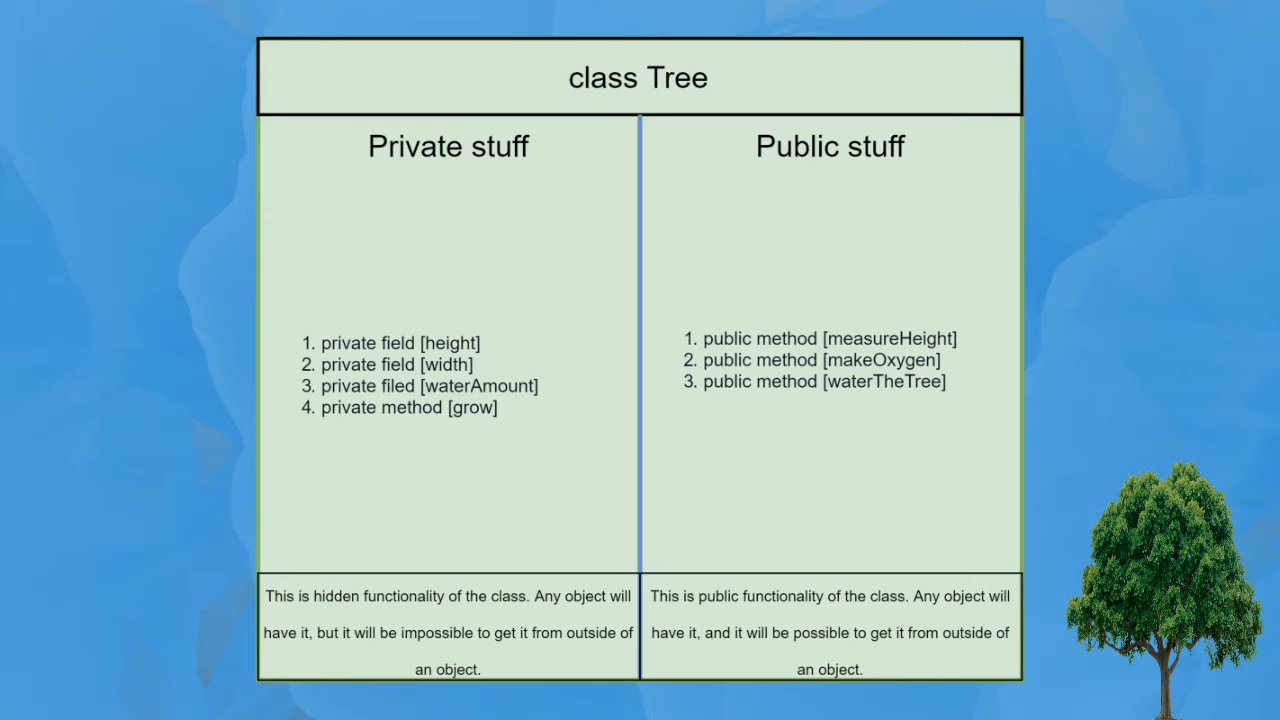 class Tree
Private stuff
1. private field [height]
2. private field [width]
3. private filed [waterAmount]
4. private method [grow]
This is hidden functionality of the class. Any object will
have it, but it will be impossible to get it from outside of
an object.
Public stuff
1. public method [measureHeight]
2. public method [makeOxygen]
3. public method [waterTheTree]
This is public functionality of the class. Any object will
have it, and it will be possible to get it from outside of
an object.